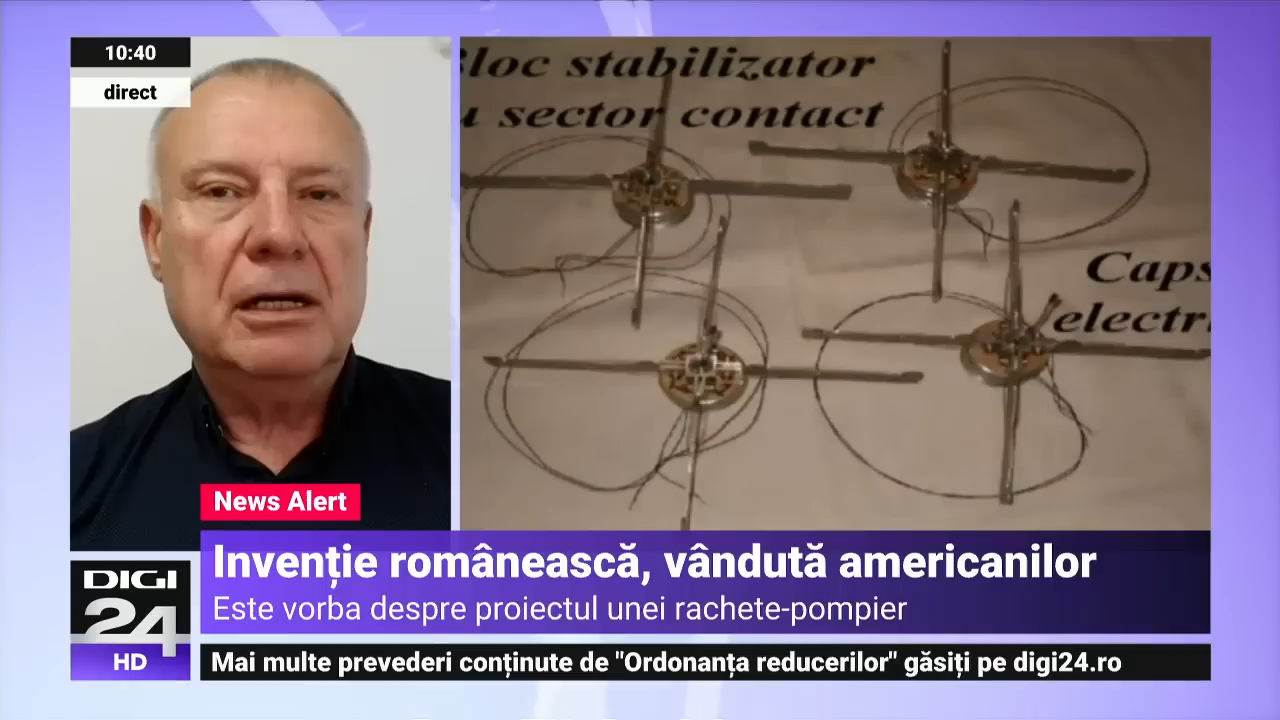 10:40
direct
Bloc stabilizator
sector contact
Caps
electr
News Alert
Invenție românească, vândută americanilor
Este vorba despre proiectul unei rachete-pompier
DIGI
24
HD
Mai multe prevederi conținute de "Ordonanța reducerilor" găsiți pe digi24.ro